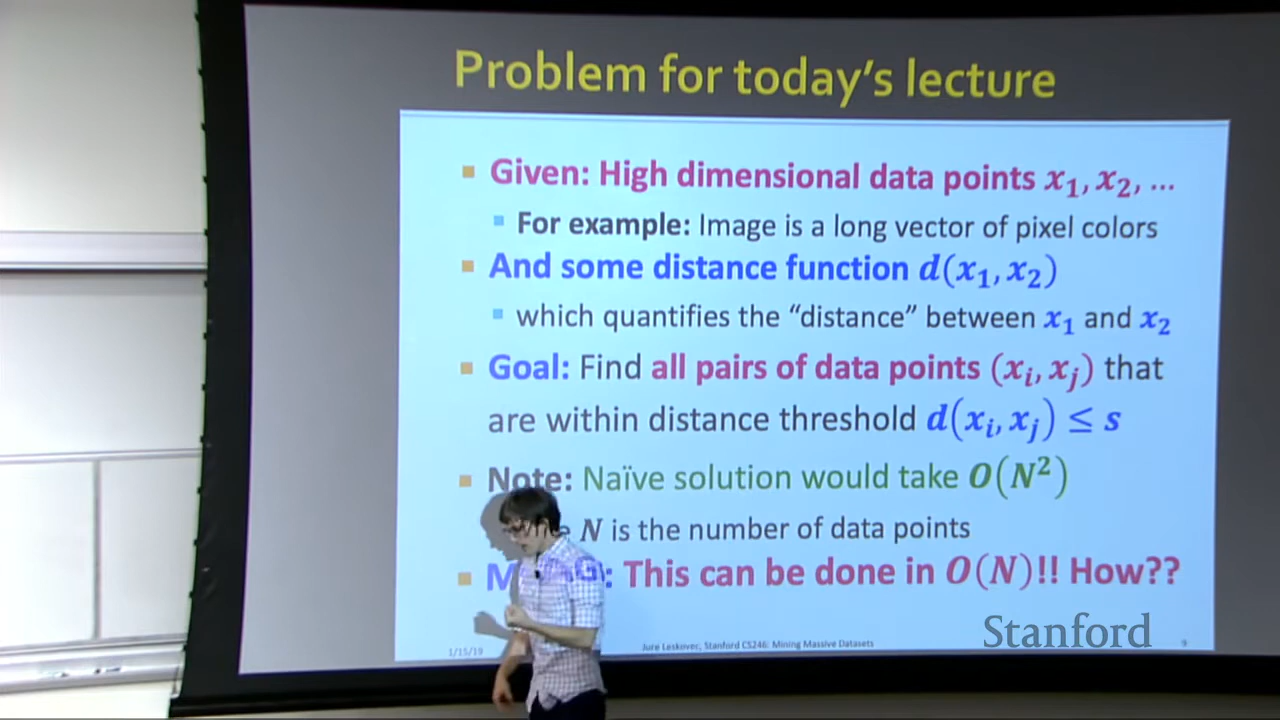 Problem for today's lecture
Given: High dimensional data points x₁, x₂, …
For example: Image is a long vector of pixel colors
And some distance function d(x₁, x₂)
which quantifies the “distance” between x₁ and x₂
Goal: Find all pairs of data points (xᵢ, xⱼ) that
are within distance threshold d(xᵢ, xⱼ) ≤ s
Note: Naïve solution would take O(N²)
N is the number of data points
This can be done in O(N)!! How??
1/15/19 Jure Leskovec, Stanford CS246: Mining Massive Datasets 9
Stanford